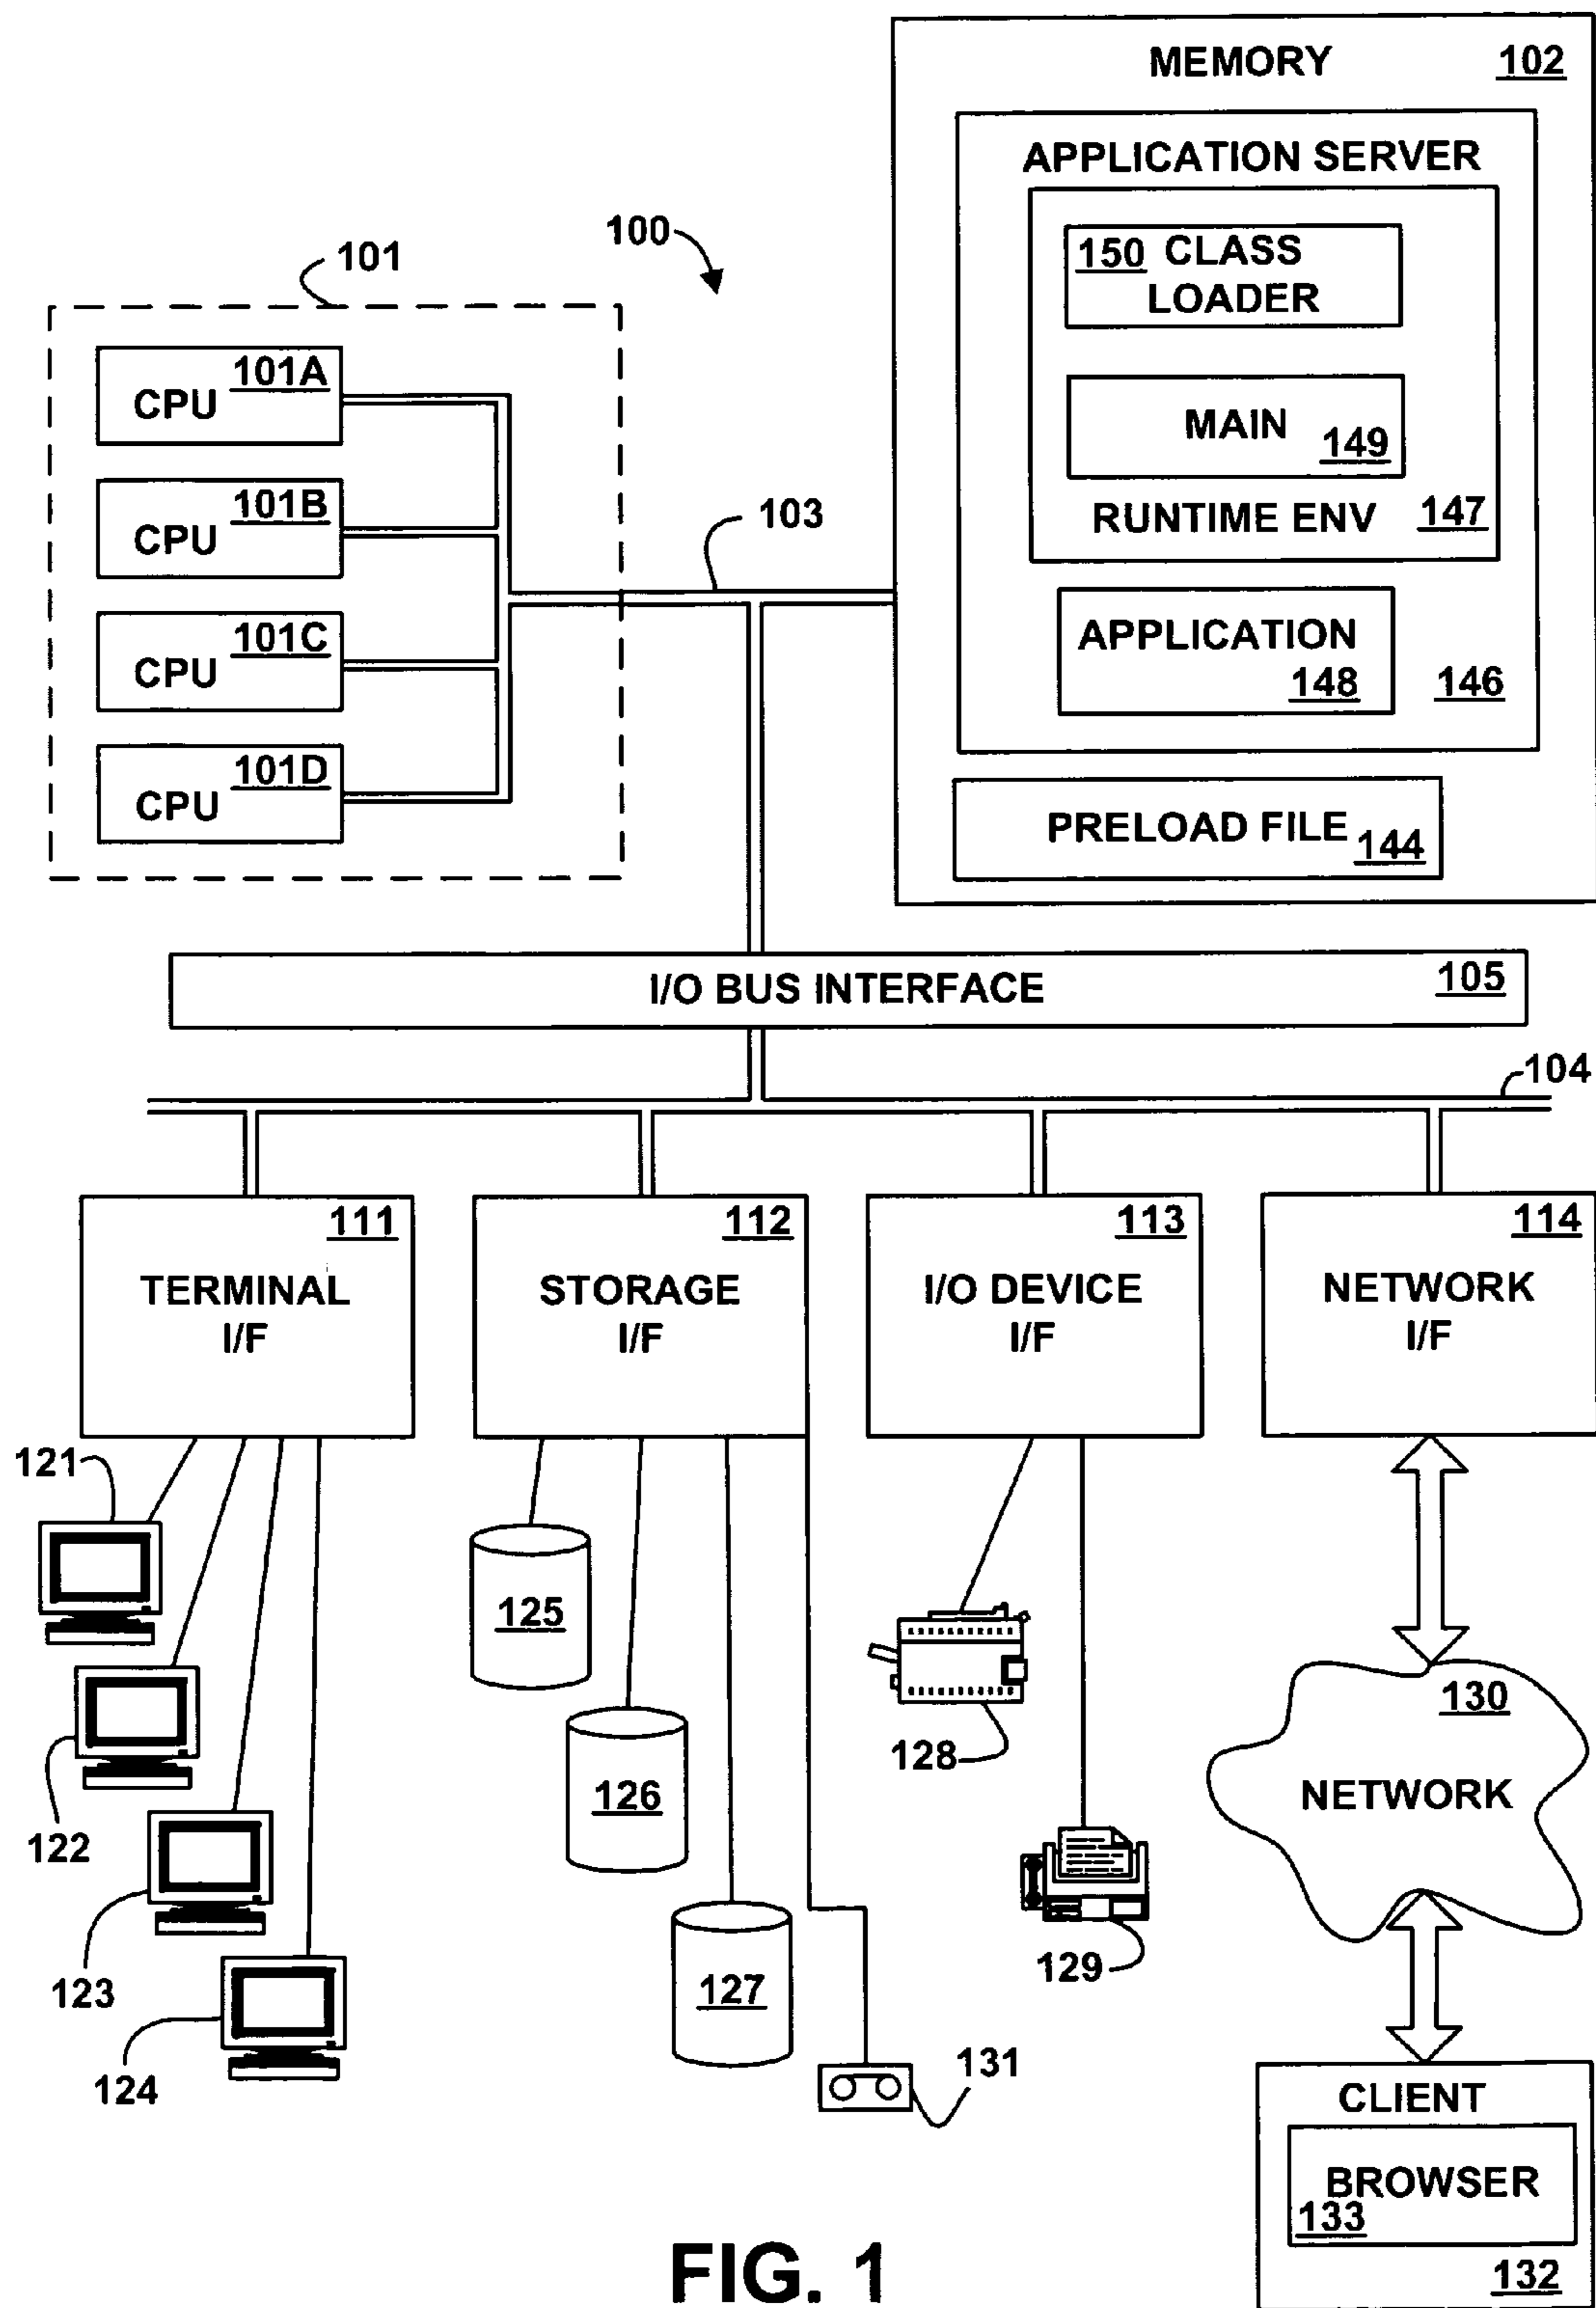 MEMORY 102
APPLICATION SERVER
150 CLASS
LOADER
MAIN 149
RUNTIME ENV 147
APPLICATION
148
146
PRELOAD FILE 144
100
101
CPU 101A
CPU 101B
CPU 101C
CPU 101D
103
I/O BUS INTERFACE 105
104
111
TERMINAL
I/F
112
STORAGE
I/F
113
I/O DEVICE
I/F
114
NETWORK
I/F
121
122
123
124
125
126
127
131
128
129
130
NETWORK
CLIENT
BROWSER
133
132
FIG. 1